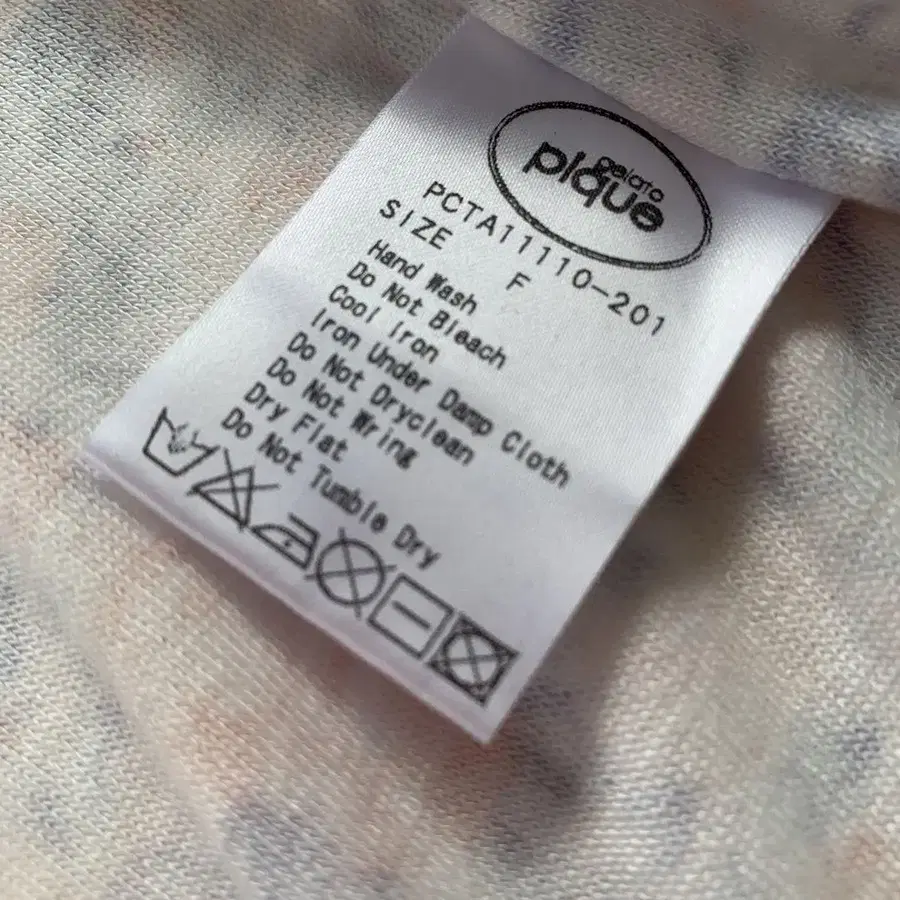 gelato
pique
PCTA11110-201
SIZE F
Hand Wash
Do Not Bleach
Cool Iron
Iron Under Damp Cloth
Do Not Dryclean
Do Not Wring
Dry Flat
Do Not Tumble Dry